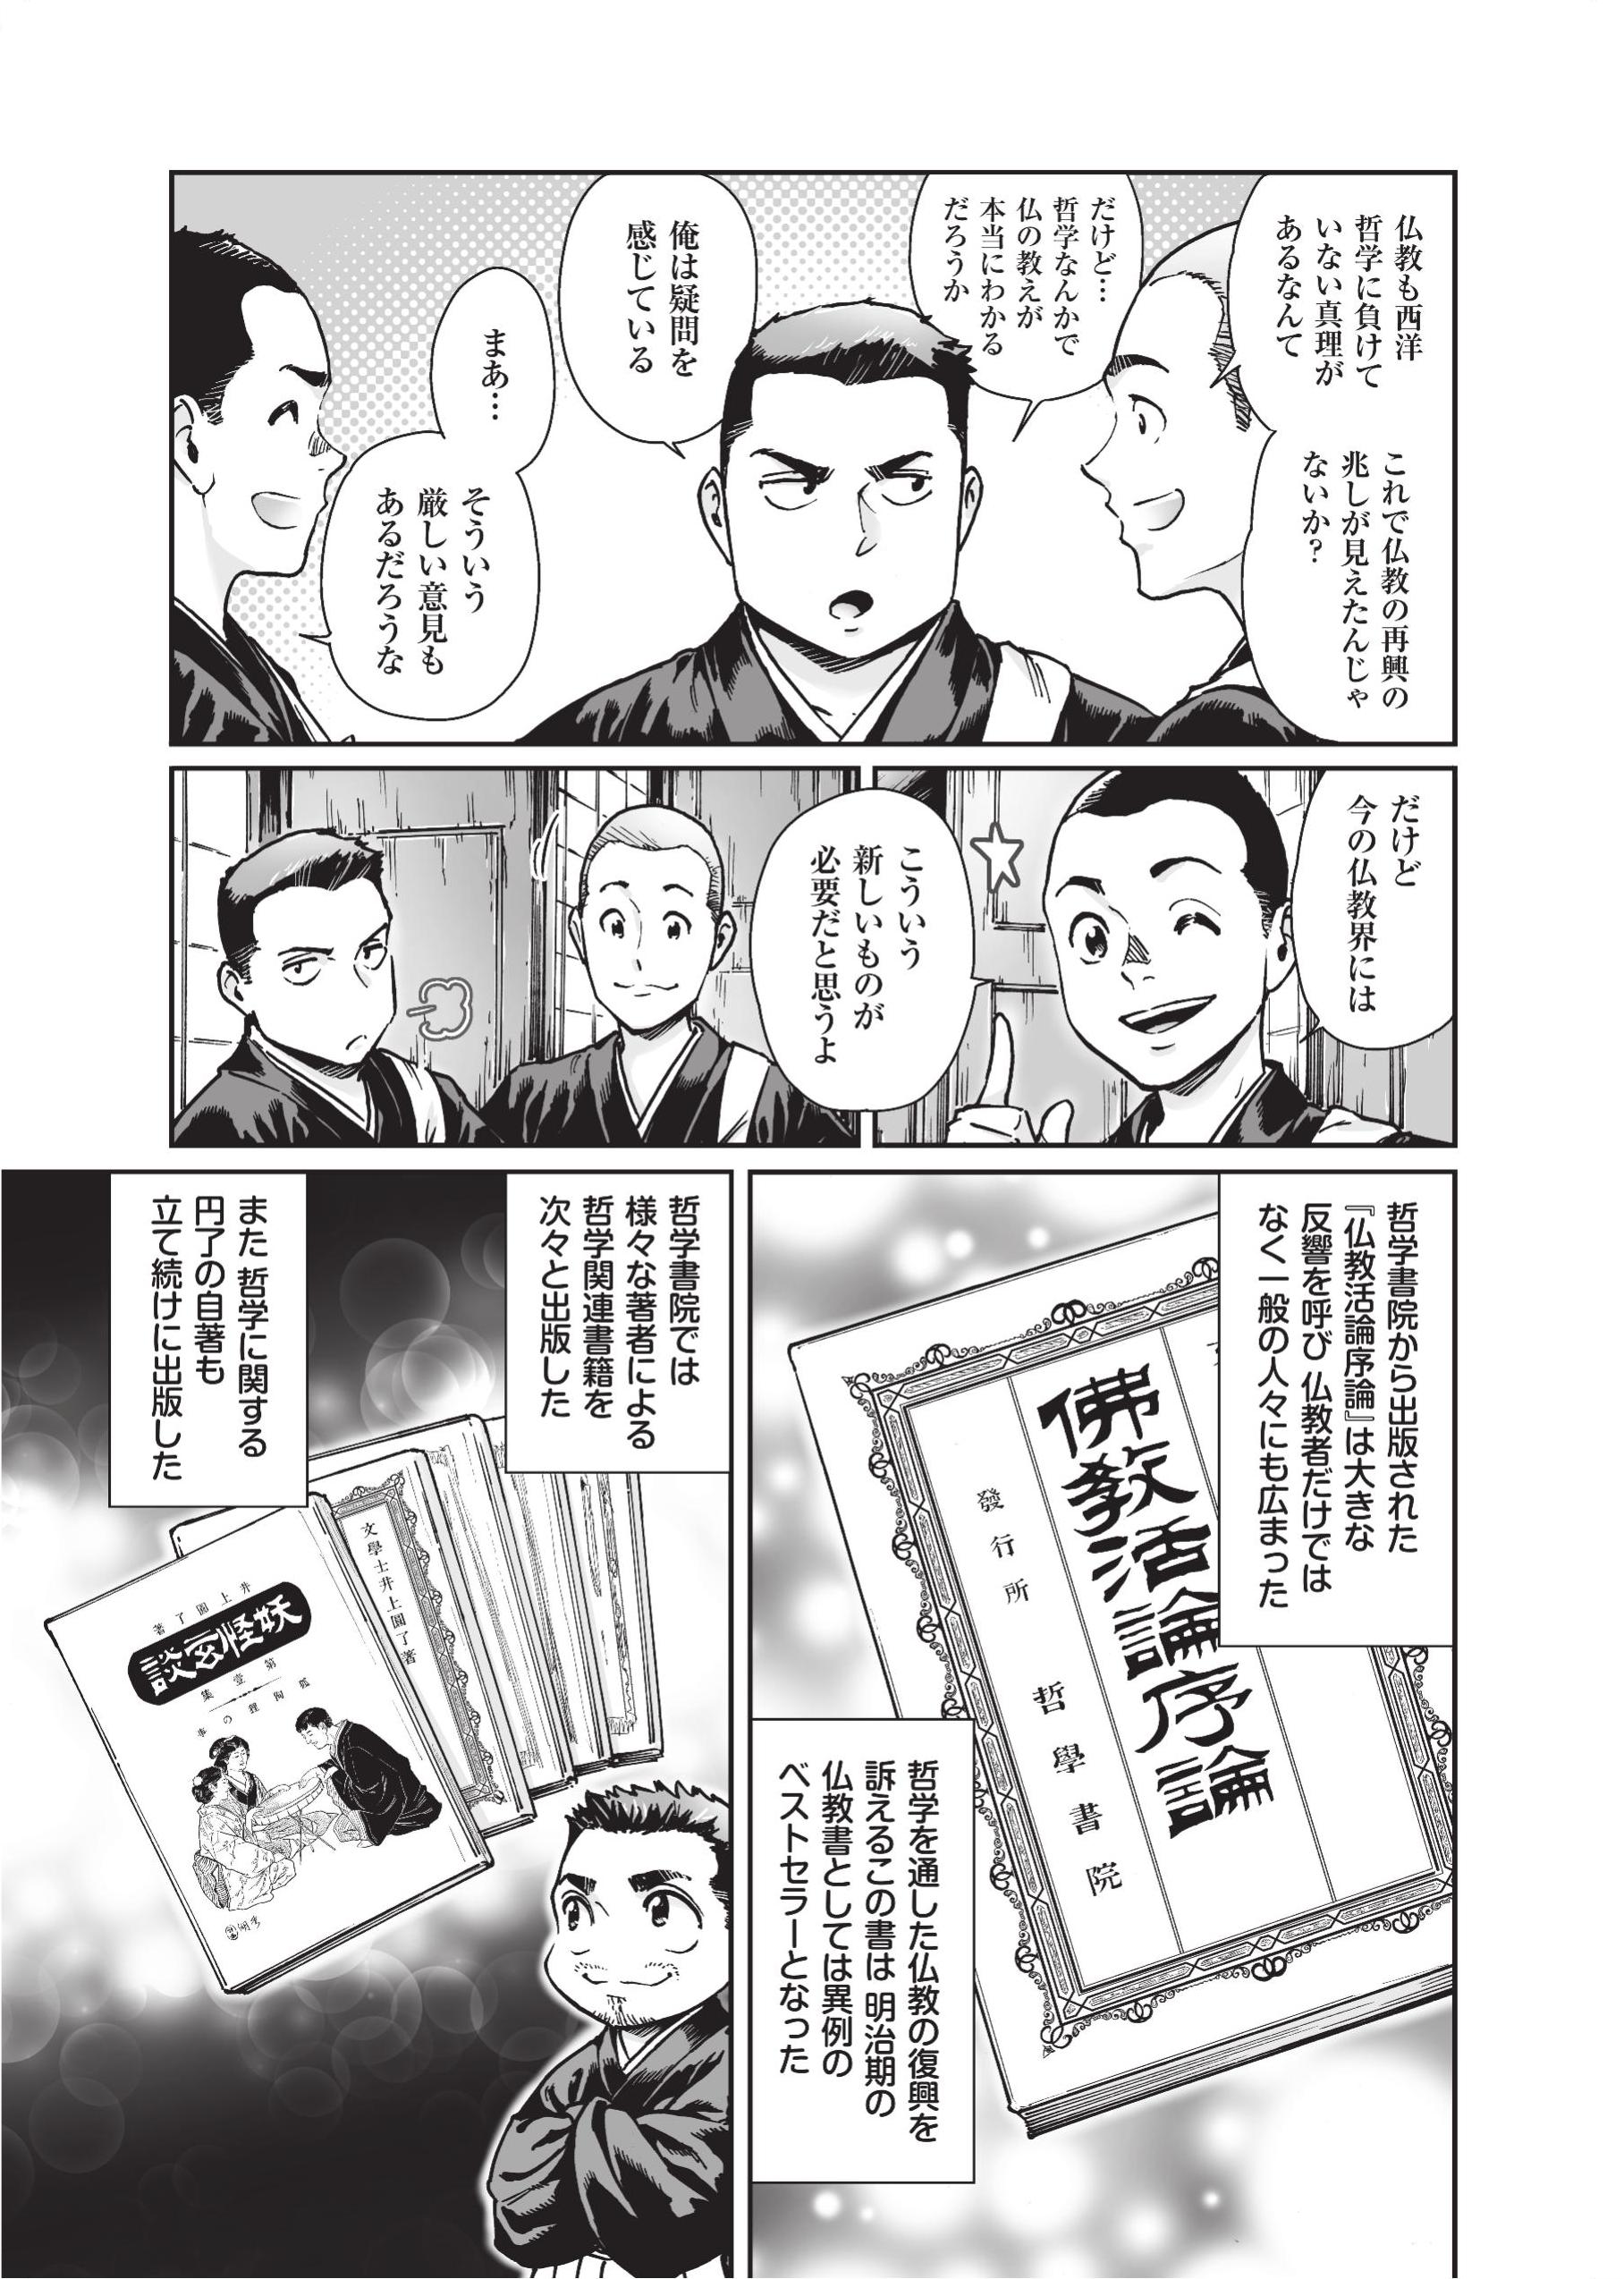 仏教も西洋
哲学に負けて
いない真理が
あるなんて
これで仏教の再興の
兆しが見えたんじゃ
ないか?
だけど…
哲学なんかで
仏の教えが
本当にわかる
だろうか
俺は疑問を
感じている
まあ…
そういう
厳しい意見も
あるだろうな
だけど
今の仏教界には
こういう
新しいものが
必要だと思うよ
哲学書院から出版された
『仏教活論序論』は大きな
反響を呼び 仏教者だけでは
なく一般の人々にも広まった
佛教活論序論
發行所 哲學書院
哲学を通した仏教の復興を
訴えるこの書は 明治期の
仏教書としては異例の
ベストセラーとなった
哲学書院では
様々な著者による
哲学関連書籍を
次々と出版した
また 哲学に関する
円了の自著も
立て続けに出版した
文學士井上圓了著
井上圓了著
妖怪玄談
第壹集
狐狗狸の事